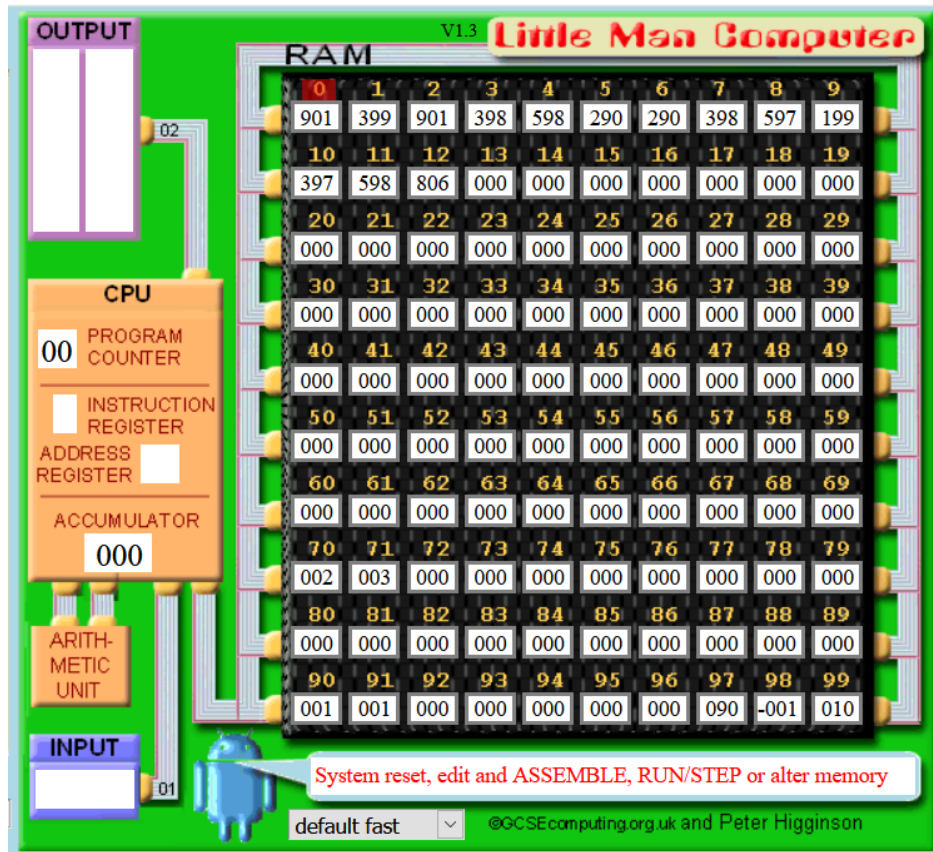 OUTPUT
V1.3
Little Man Computer
RAM
0 1 2 3 4 5 6 7 8 9
901 399 901 398 598 290 290 398 597 199
02
10 11 12 13 14 15 16 17 18 19
397 598 806 000 000 000 000 000 000 000
20 21 22 23 24 25 26 27 28 29
000 000 000 000 000 000 000 000 000 000
30 31 32 33 34 35 36 37 38 39
000 000 000 000 000 000 000 000 000 000
40 41 42 43 44 45 46 47 48 49
000 000 000 000 000 000 000 000 000 000
50 51 52 53 54 55 56 57 58 59
000 000 000 000 000 000 000 000 000 000
60 61 62 63 64 65 66 67 68 69
000 000 000 000 000 000 000 000 000 000
70 71 72 73 74 75 76 77 78 79
002 003 000 000 000 000 000 000 000 000
80 81 82 83 84 85 86 87 88 89
000 000 000 000 000 000 000 000 000 000
90 91 92 93 94 95 96 97 98 99
001 001 000 000 000 000 000 090 -001 010
CPU
00 PROGRAM
COUNTER
INSTRUCTION
REGISTER
ADDRESS
REGISTER
ACCUMULATOR
000
ARITH-
METIC
UNIT
INPUT
01
System reset, edit and ASSEMBLE, RUN/STEP or alter memory
default fast
©GCSEcomputing.org.uk and Peter Higginson